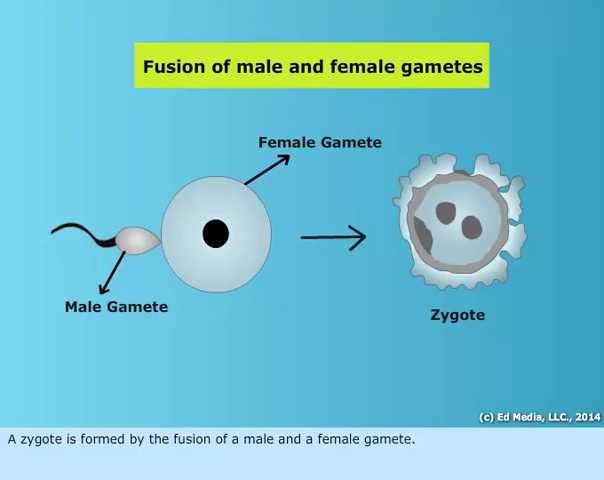 Fusion of male and female gametes
Female Gamete
Male Gamete
Zygote
(c) Ed Media, LLC., 2014
A zygote is formed by the fusion of a male and a female gamete.